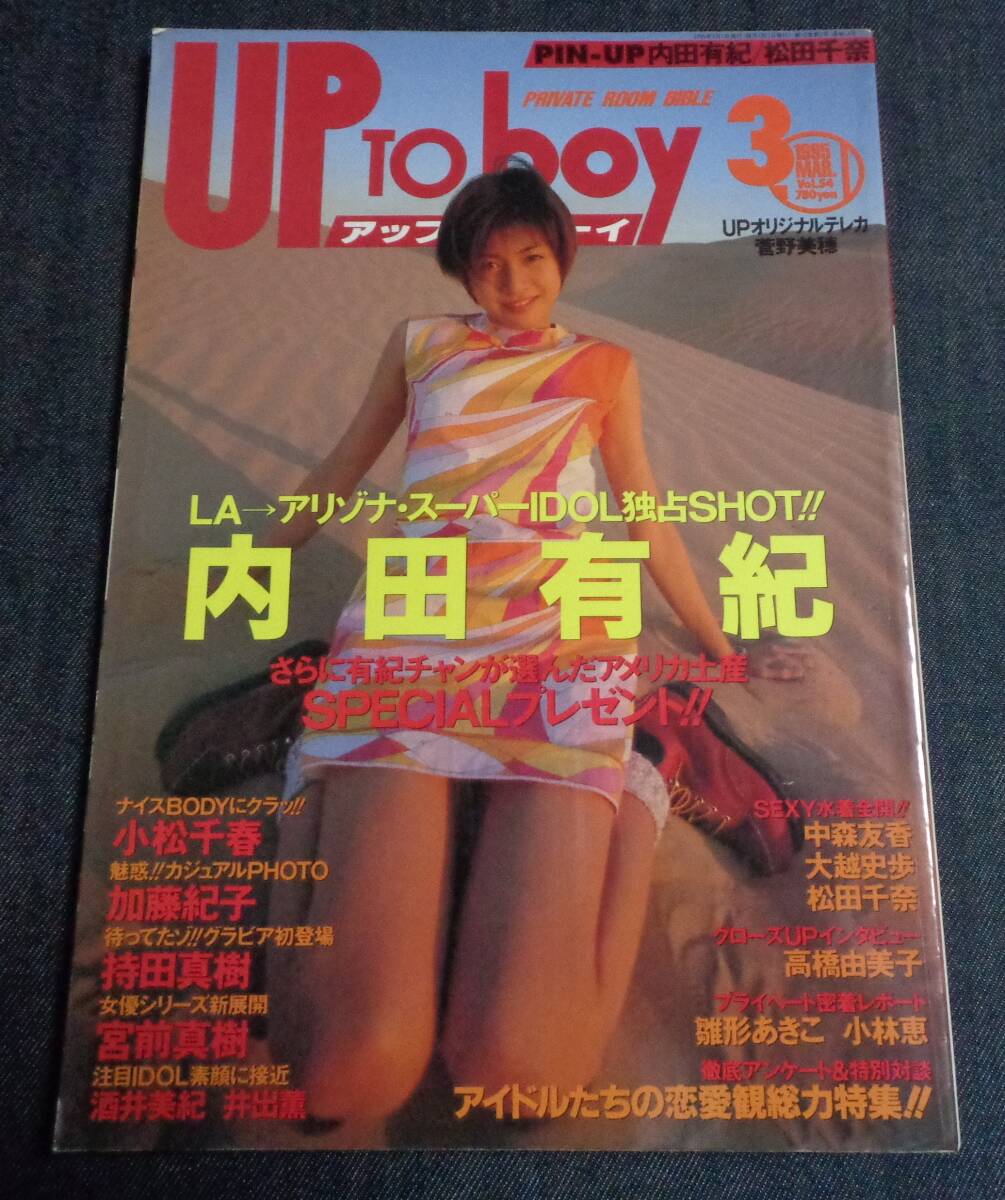 PIN-UP内田有紀/松田千奈
PRIVATE ROOM BIBLE
UP TO boy
アップ ーイ
3
1995
MAR.
Vol.54
780yen
UPオリジナルテレカ
菅野美穂
LA→アリゾナ・スーパーIDOL独占SHOT!!
内田有紀
さらに有紀チャンが選んだアメリカ土産
SPECIALプレゼント!!
ナイスBODYにクラッ!!
小松千春
魅惑!!カジュアルPHOTO
加藤紀子
待ってたゾ!!グラビア初登場
持田真樹
女優シリーズ新展開
宮前真樹
注目IDOL素顔に接近
酒井美紀 井出薫
SEXY水着全開!!
中森友香
大越史歩
松田千奈
クローズUPインタビュー
高橋由美子
プライベート密着レポート
雛形あきこ 小林恵
徹底アンケート&特別対談
アイドルたちの恋愛観総力特集!!